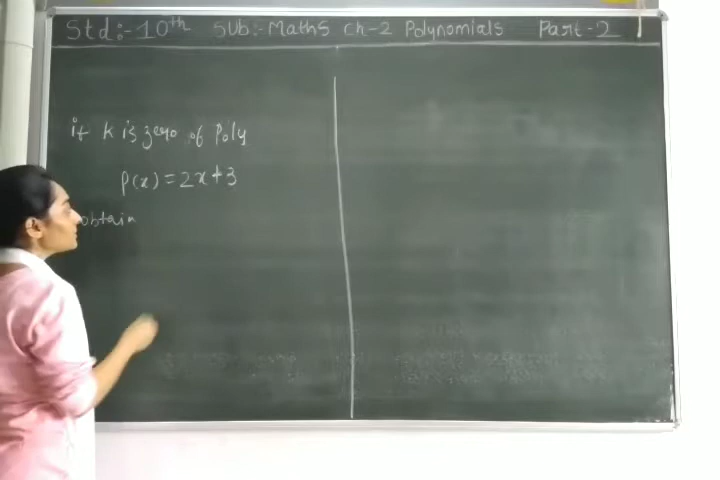 Std:- 10th Sub:- Maths Ch-2 Polynomials Part-2
if k is zero of Poly
P(x) = 2x+3
obtain